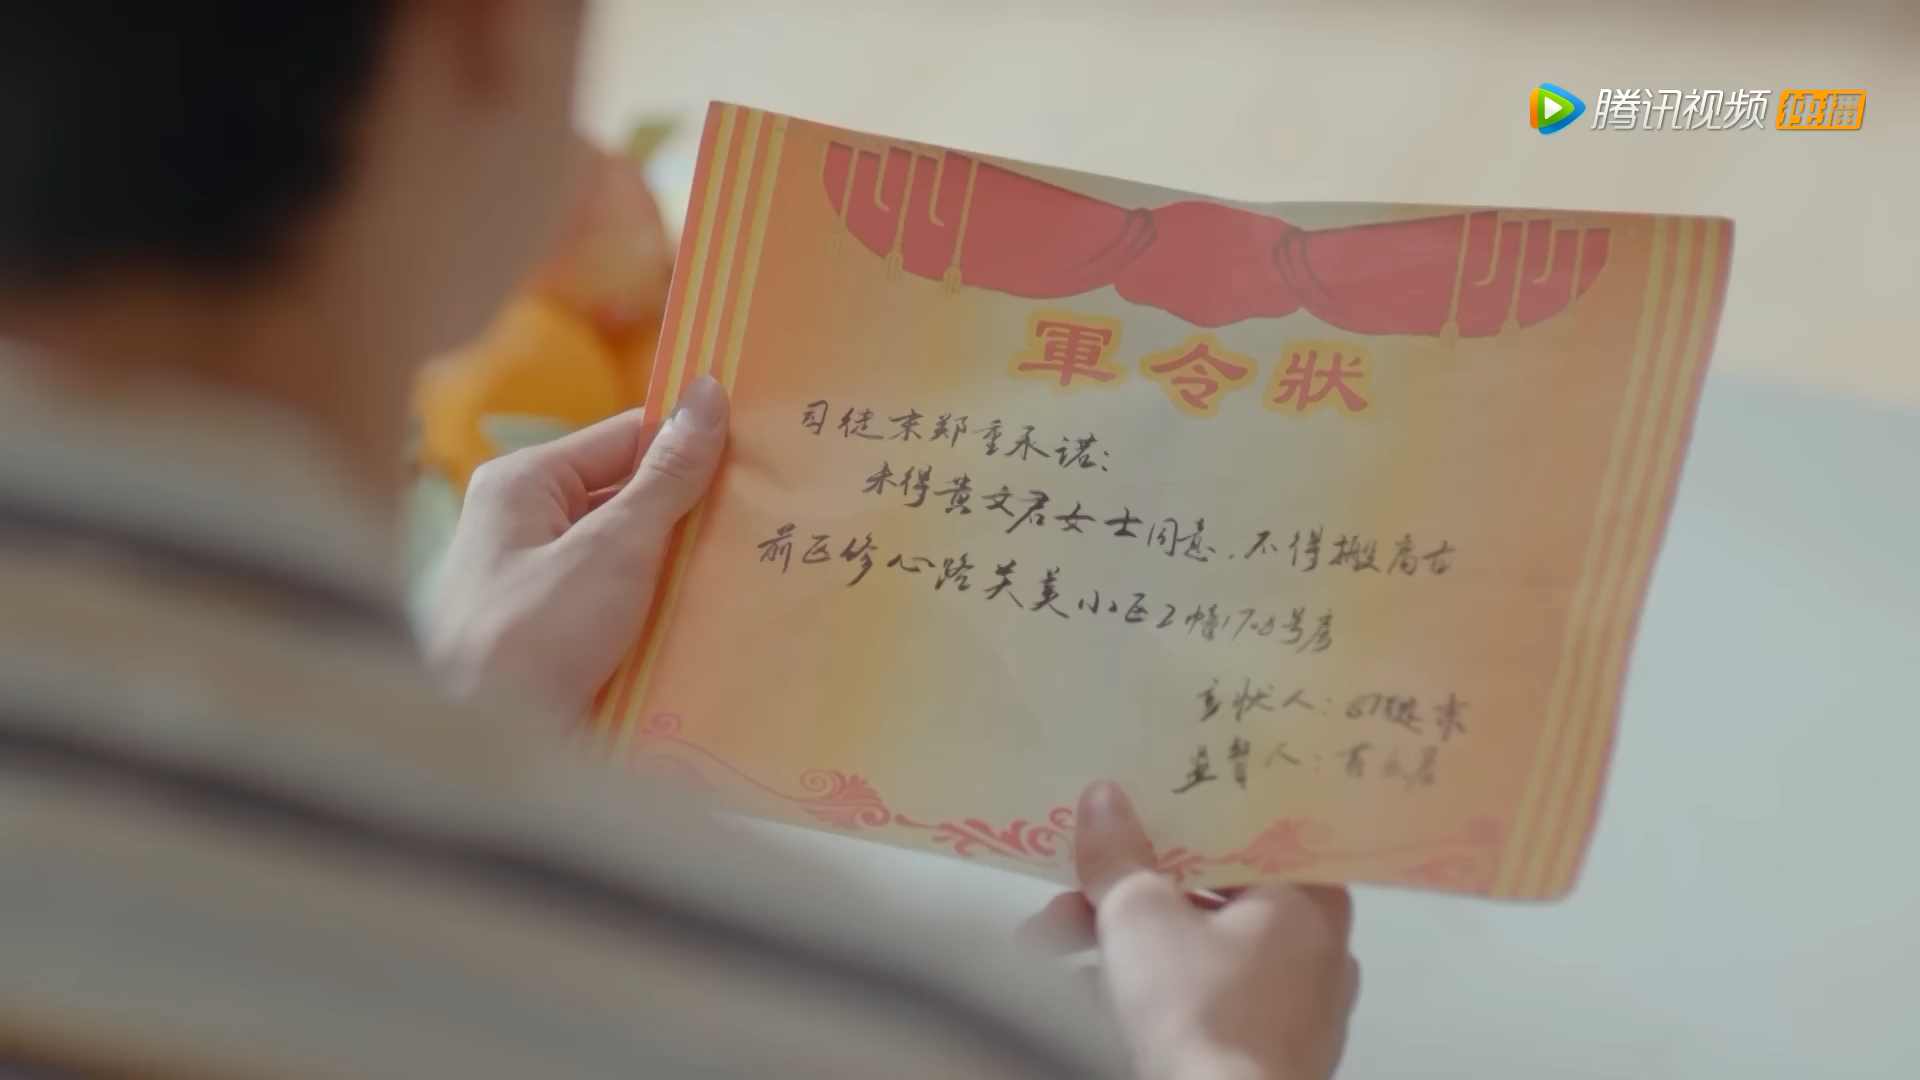 腾讯视频 独播
軍令狀
司徒末郑重承诺：
未得黄文君女士同意，不得搬离古
前区修心路芙美小区2幢1703号房
立状人：司徒末
监督人：黄文君